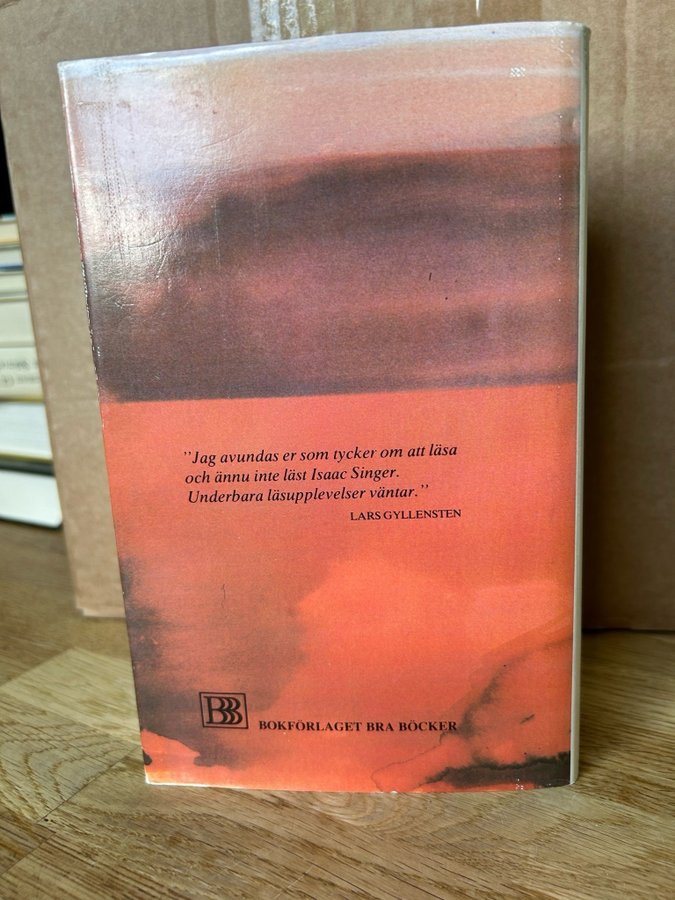 ”Jag avundas er som tycker om att läsa
och ännu inte läst Isaac Singer.
Underbara läsupplevelser väntar.”
LARS GYLLENSTEN
BBB BOKFÖRLAGET BRA BÖCKER